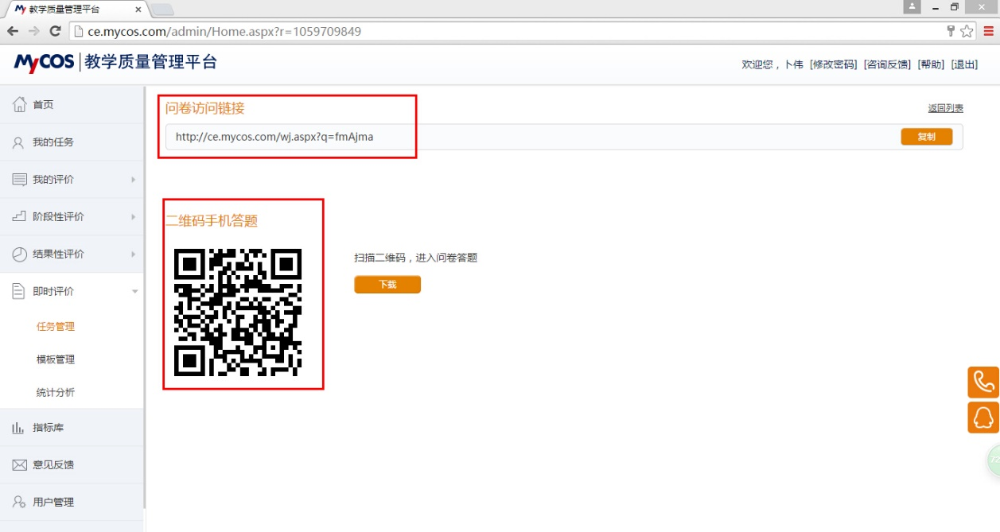 教学质量管理平台
ce.mycos.com/admin/Home.aspx?r=1059709849
MyCOS 教学质量管理平台
欢迎您，卜伟 [修改密码] [咨询反馈] [帮助] [退出]
首页
我的任务
我的评价
阶段性评价
结果性评价
即时评价
任务管理
模板管理
统计分析
指标库
意见反馈
用户管理
问卷访问链接
返回列表
http://ce.mycos.com/wj.aspx?q=fmAjma
复制
二维码手机答题
扫描二维码，进入问卷答题
下载
72